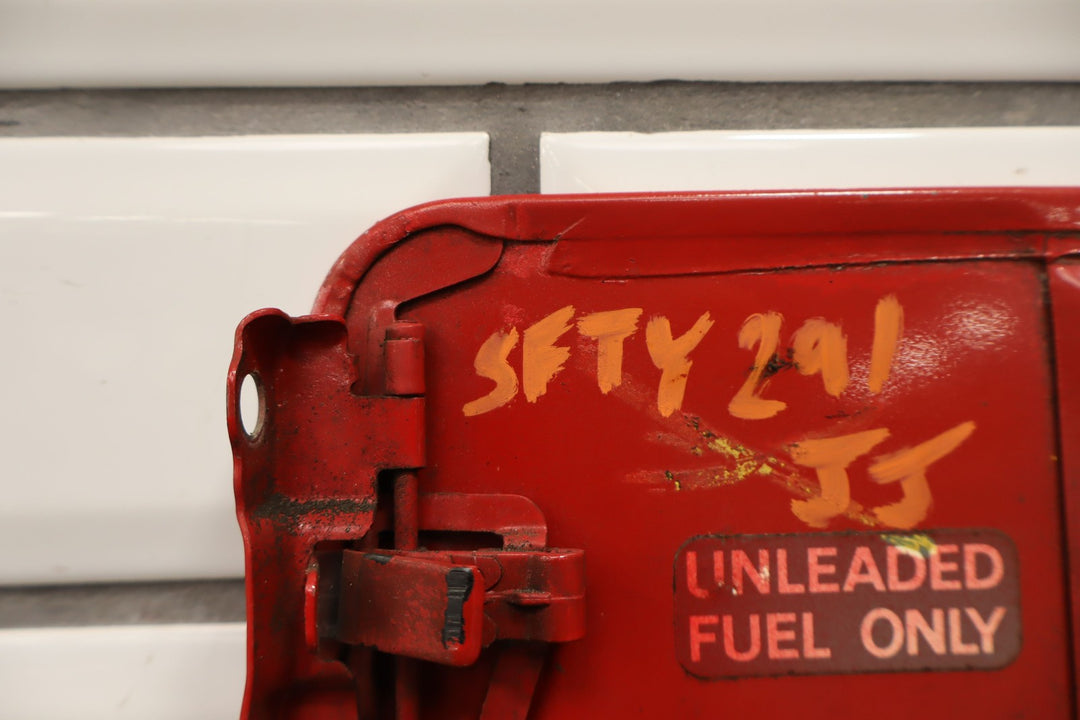 SFTY 291
JJ
UNLEADED
FUEL ONLY